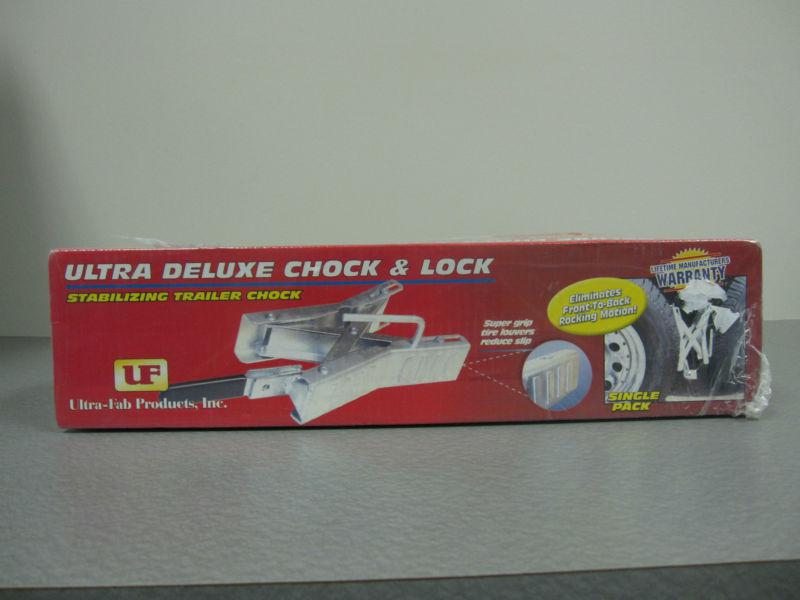 ULTRA DELUXE CHOCK & LOCK
STABILIZING TRAILER CHOCK
UF
Ultra-Fab Products, Inc.
Super grip
tire louvers
reduce slip
Eliminates
Front-To-Back
Rocking Motion!
LIFETIME MANUFACTURERS
WARRANTY
SINGLE
PACK